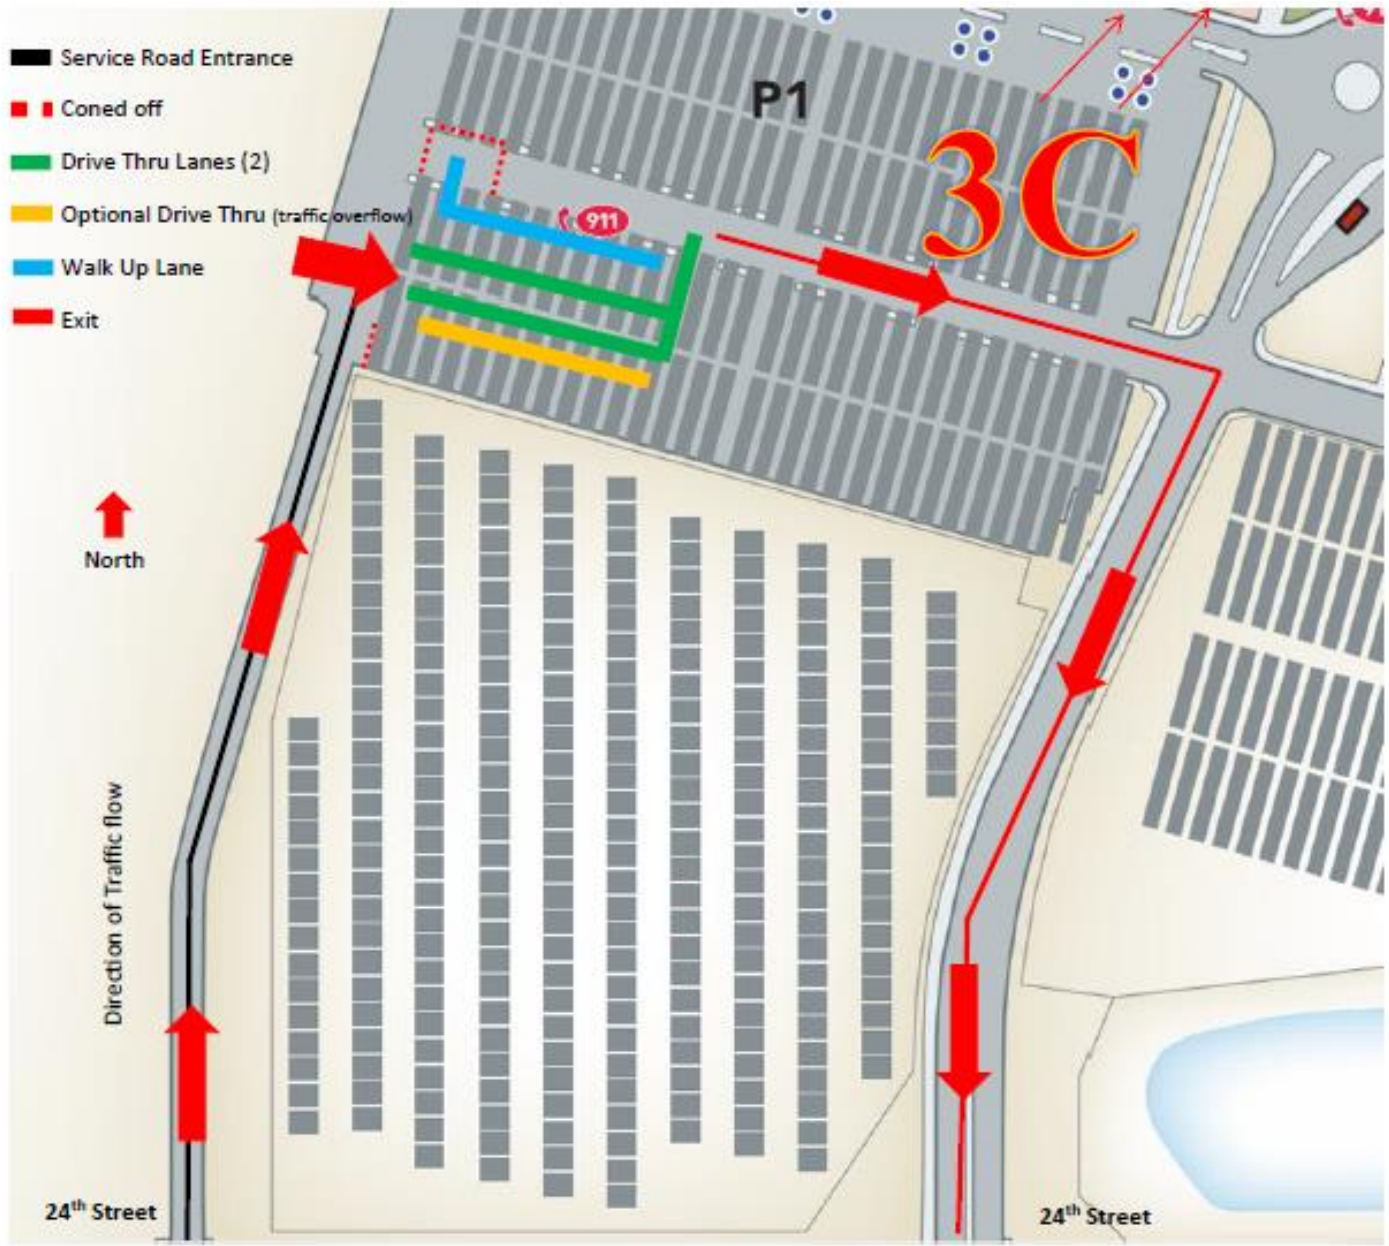 Service Road Entrance
Coned off
Drive Thru Lanes (2)
Optional Drive Thru (traffic overflow)
Walk Up Lane
Exit
P1
3C
911
North
Direction of Traffic flow
24th Street
24th Street